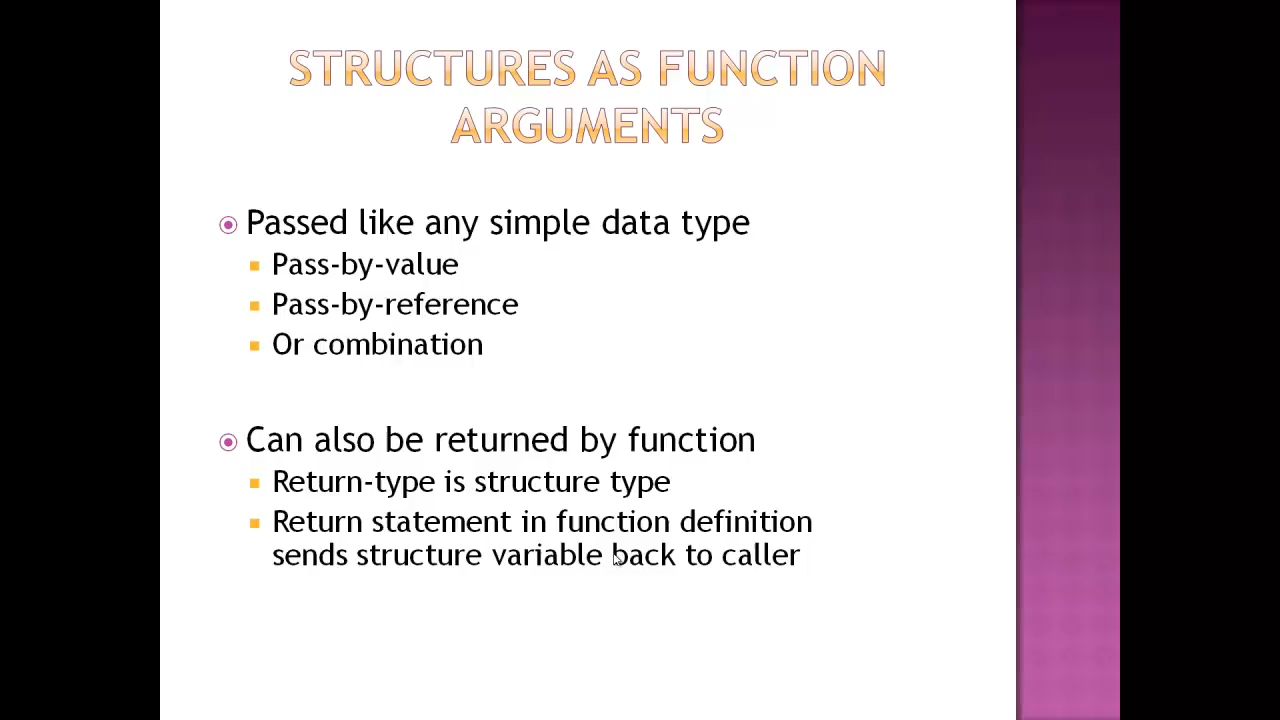 STRUCTURES AS FUNCTION
ARGUMENTS
Passed like any simple data type
Pass-by-value
Pass-by-reference
Or combination
Can also be returned by function
Return-type is structure type
Return statement in function definition
sends structure variable back to caller